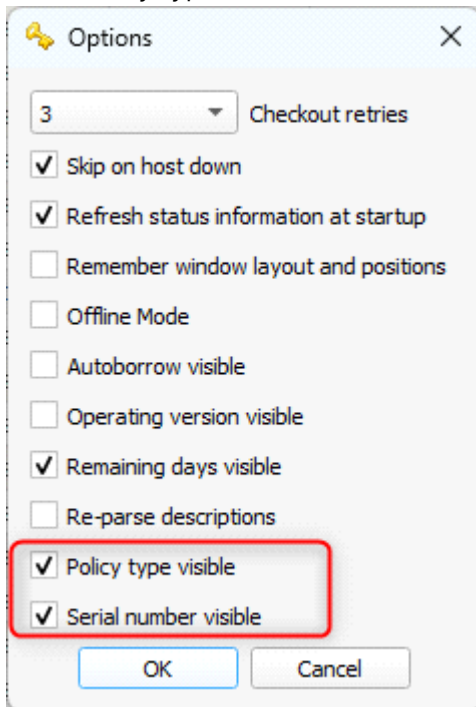 Options
3 Checkout retries
Skip on host down
Refresh status information at startup
Remember window layout and positions
Offline Mode
Autoborrow visible
Operating version visible
Remaining days visible
Re-parse descriptions
Policy type visible
Serial number visible
OK Cancel